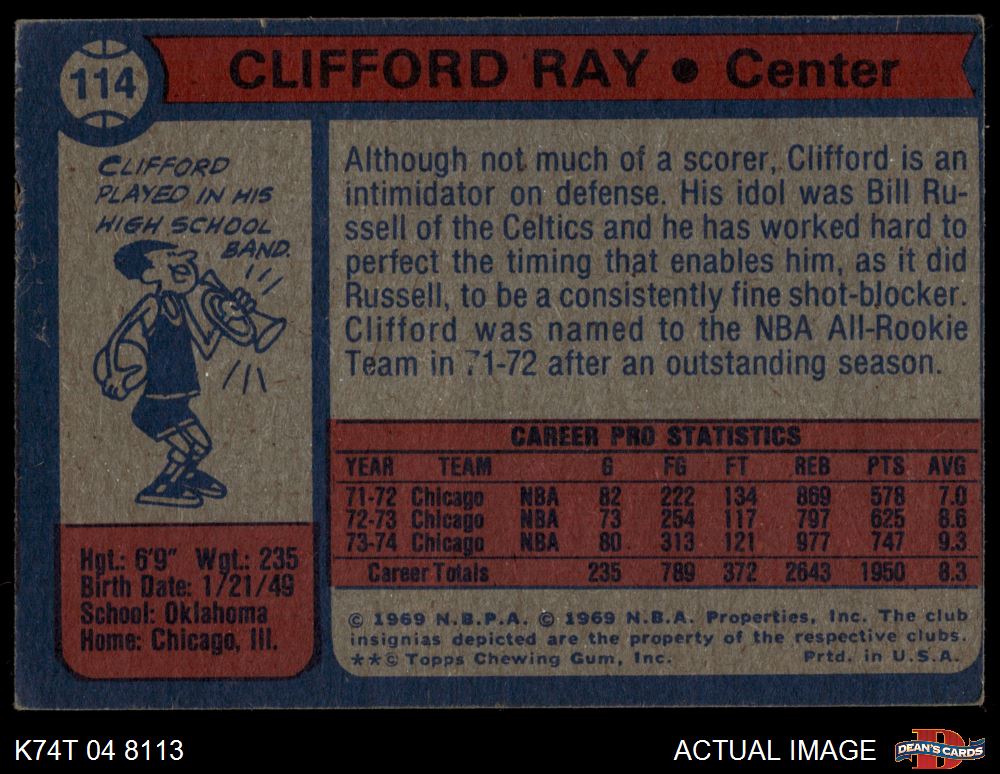 114
CLIFFORD RAY • Center
CLIFFORD
PLAYED IN HIS
HIGH SCHOOL
BAND.
Although not much of a scorer, Clifford is an
intimidator on defense. His idol was Bill Ru-
ssell of the Celtics and he has worked hard to
perfect the timing that enables him, as it did
Russell, to be a consistently fine shot-blocker.
Clifford was named to the NBA All-Rookie
Team in 71-72 after an outstanding season.
CAREER PRO STATISTICS
YEAR TEAM G FG FT REB PTS AVG
71-72 Chicago NBA 82 222 134 869 578 7.0
72-73 Chicago NBA 73 254 117 797 625 8.6
73-74 Chicago NBA 80 313 121 977 747 9.3
Career Totals 235 789 372 2643 1950 8.3
Hgt.: 6'9" Wgt.: 235
Birth Date: 1/21/49
School: Oklahoma
Home: Chicago, Ill.
© 1969 N.B.P.A. © 1969 N.B.A. Properties, Inc. The club
insignias depicted are the property of the respective clubs.
**© Topps Chewing Gum, Inc. Prtd. in U.S.A.
K74T 04 8113
ACTUAL IMAGE
DEAN'S CARDS